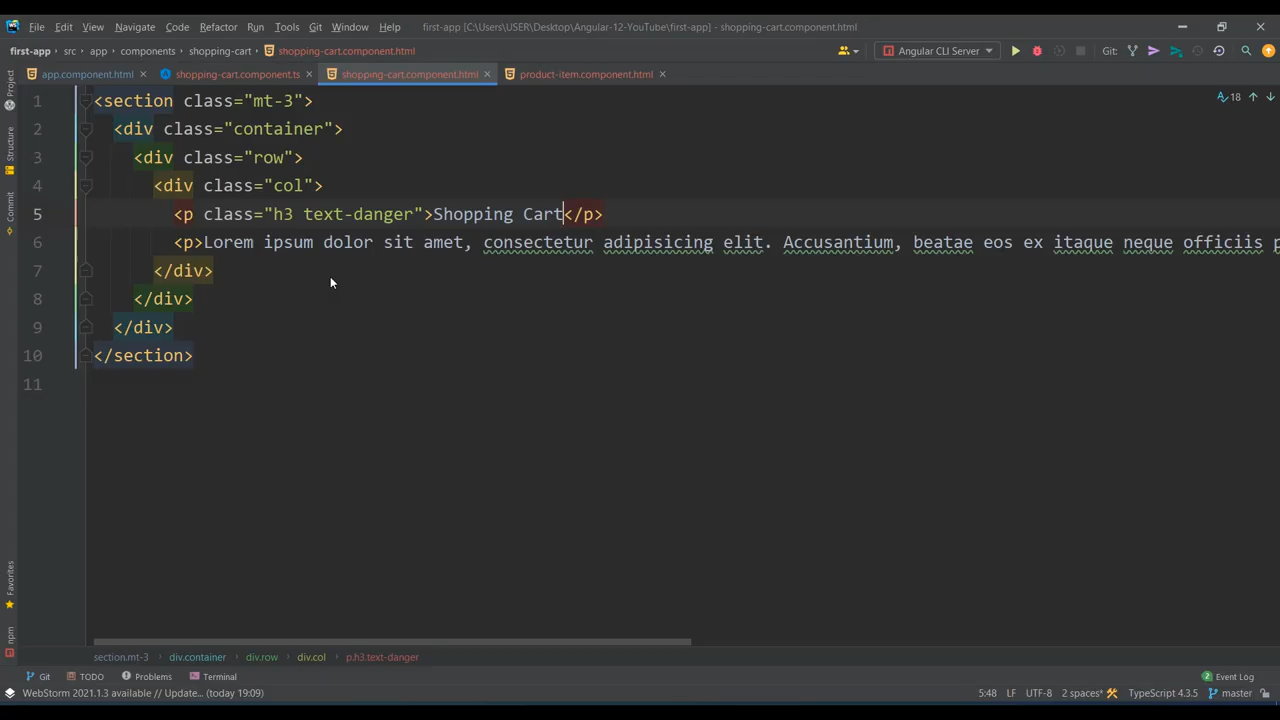 File Edit View Navigate Code Refactor Run Tools Git Window Help first-app [C:\Users\USER\Desktop\Angular-12-YouTube\first-app] - shopping-cart.component.html
first-app src app components shopping-cart shopping-cart.component.html Angular CLI Server Git:
app.component.html shopping-cart.component.ts shopping-cart.component.html product-item.component.html
Project
Structure
Commit
Favorites
npm
18
1 <section class="mt-3">
2 <div class="container">
3 <div class="row">
4 <div class="col">
5 <p class="h3 text-danger">Shopping Cart</p>
6 <p>Lorem ipsum dolor sit amet, consectetur adipisicing elit. Accusantium, beatae eos ex itaque neque officiis
7 </div>
8 </div>
9 </div>
10 </section>
11
section.mt-3 div.container div.row div.col p.h3.text-danger
Git TODO Problems Terminal 2 Event Log
WebStorm 2021.1.3 available // Update... (today 19:09) 5:48 LF UTF-8 2 spaces* TypeScript 4.3.5 master